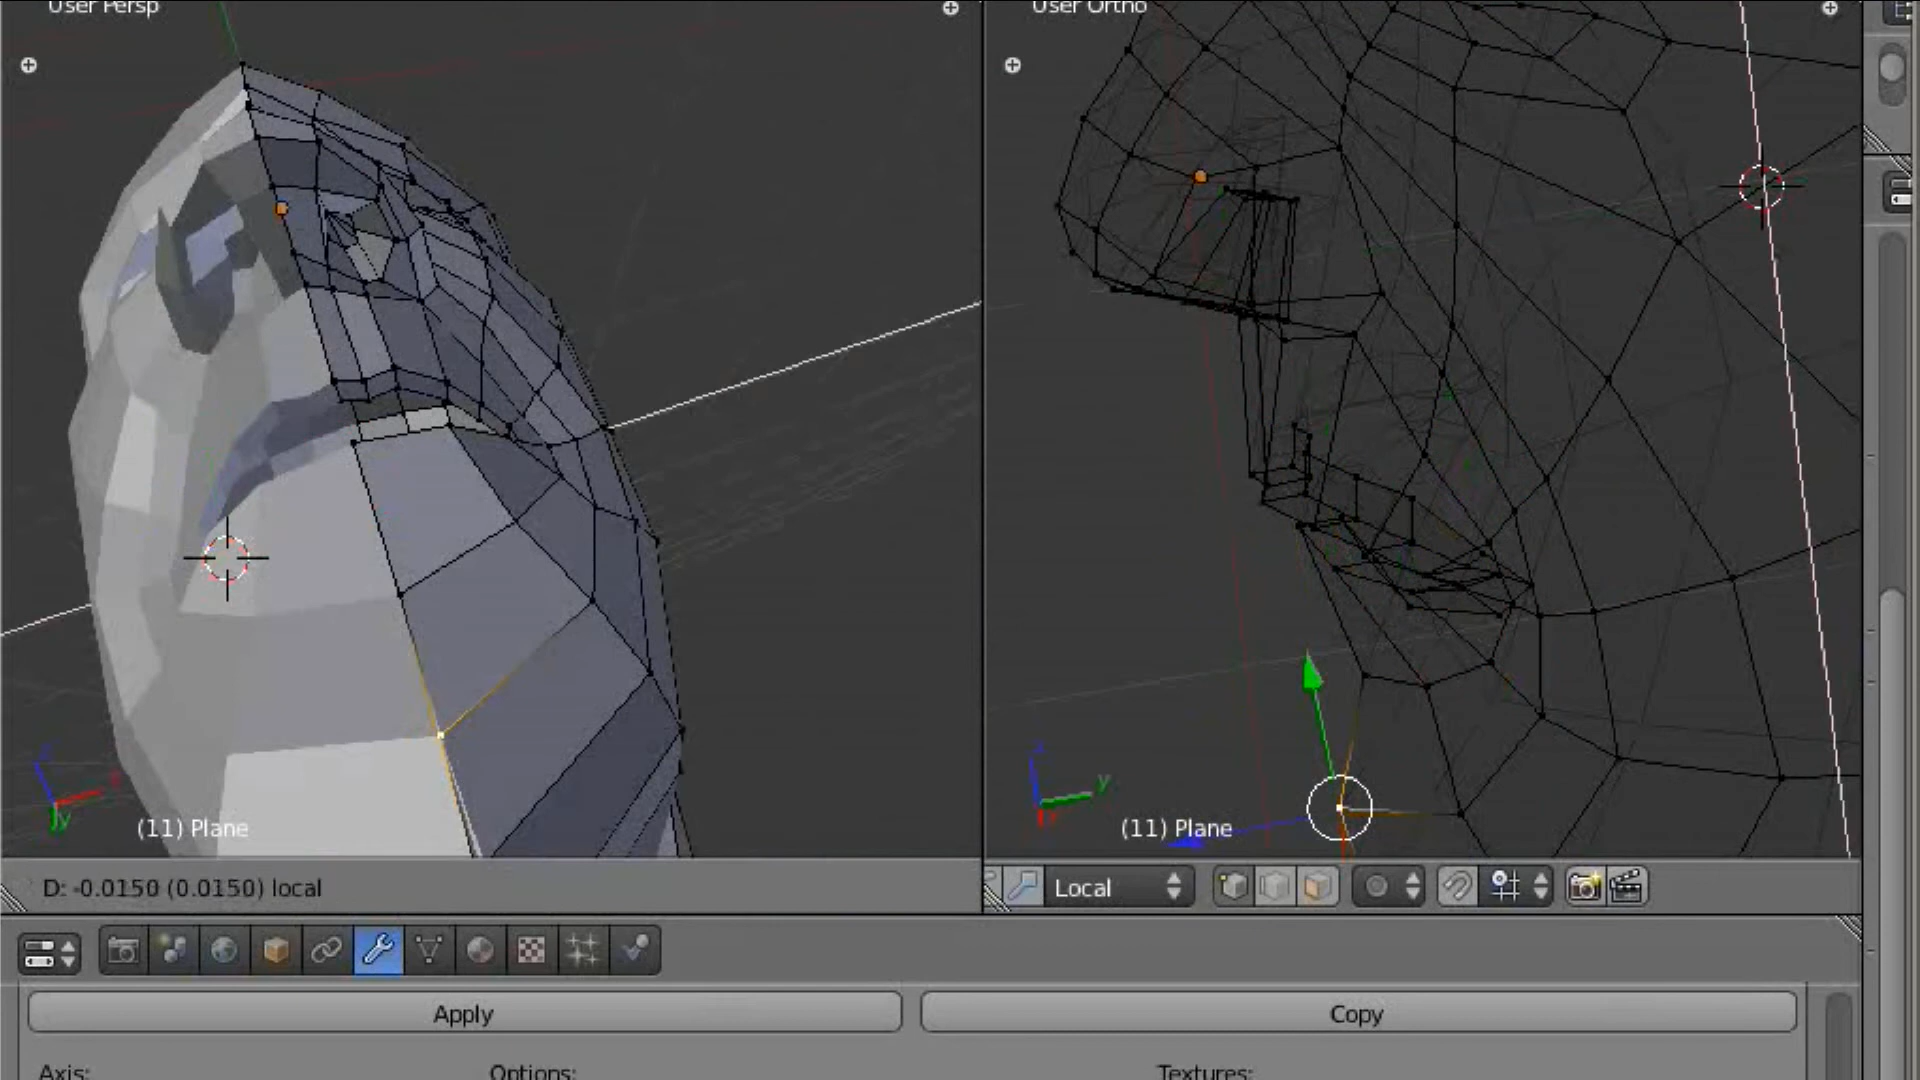 User Persp
User Ortho
y
y
(11) Plane
(11) Plane
D: -0.0150 (0.0150) local
Local
Apply
Copy
Axis:
Options:
Textures: